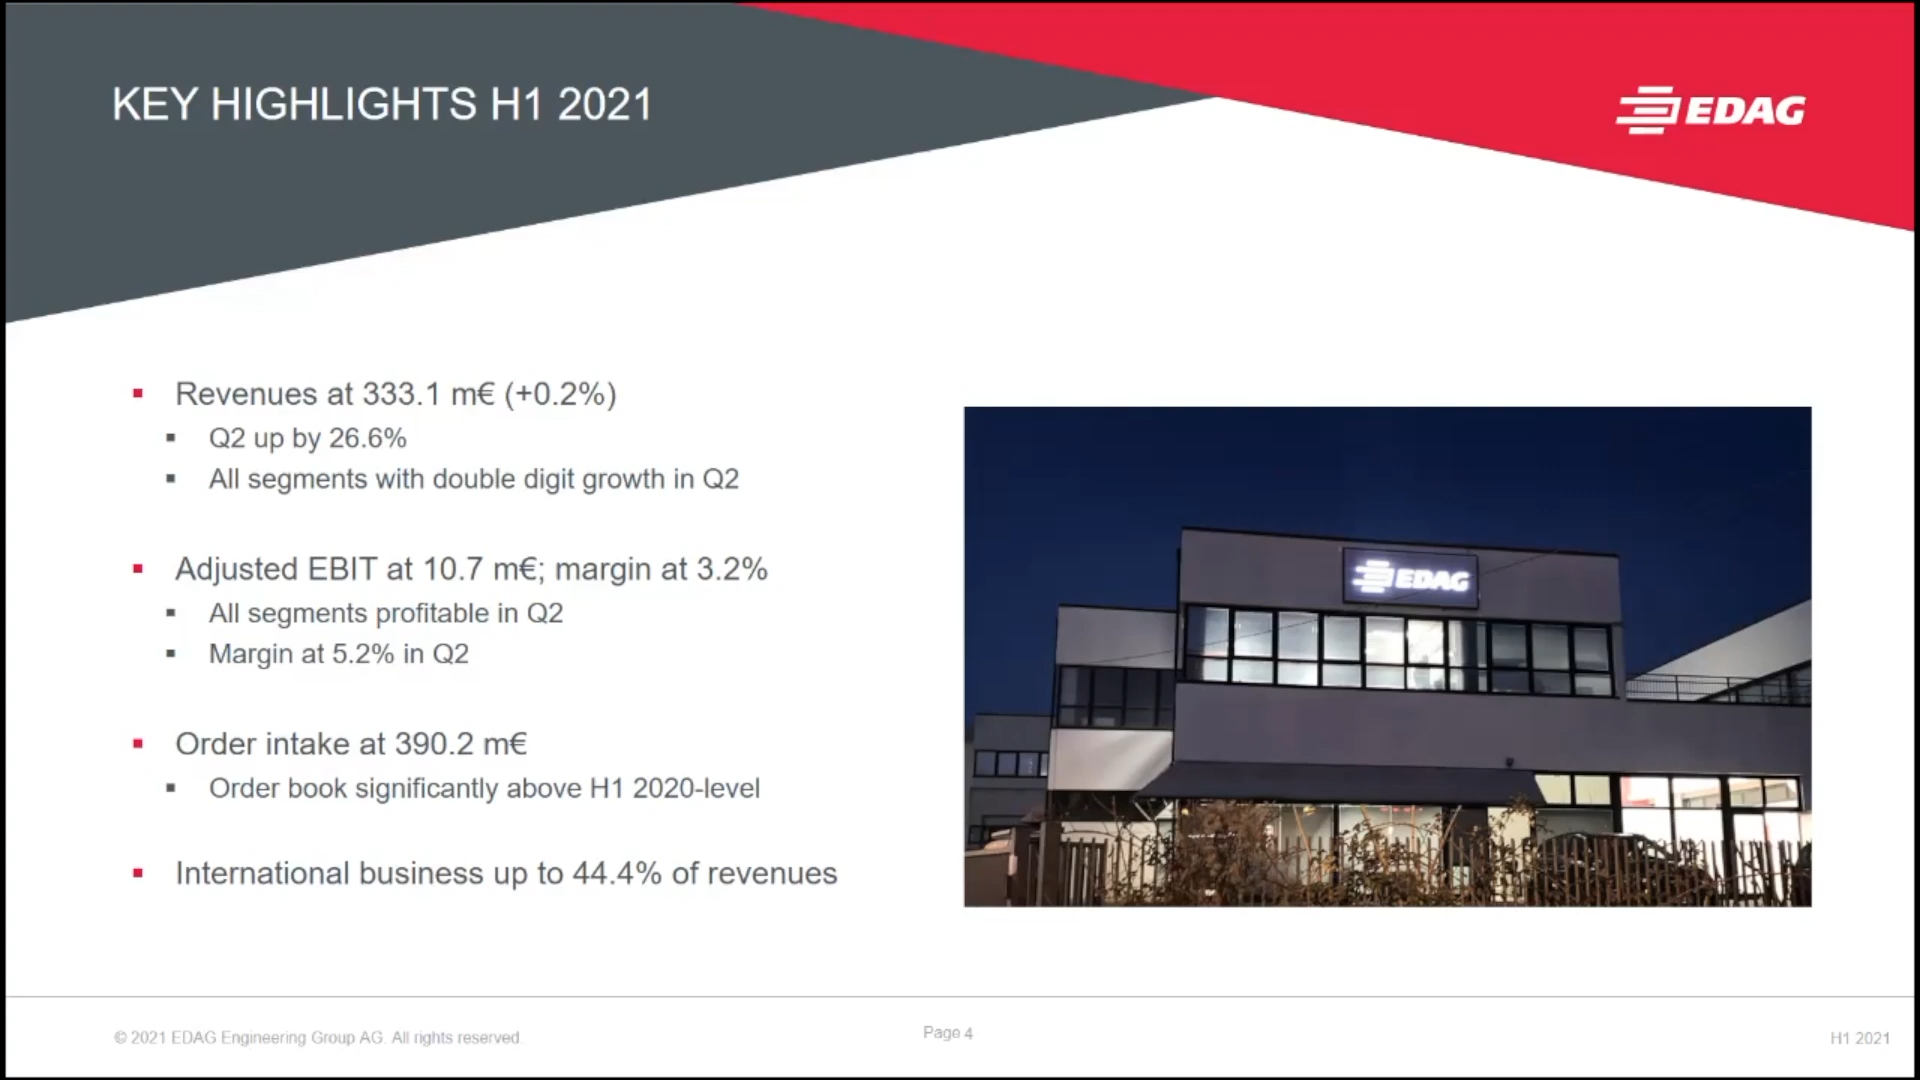 KEY HIGHLIGHTS H1 2021
EDAG
Revenues at 333.1 m€ (+0.2%)
Q2 up by 26.6%
All segments with double digit growth in Q2
Adjusted EBIT at 10.7 m€; margin at 3.2%
All segments profitable in Q2
Margin at 5.2% in Q2
Order intake at 390.2 m€
Order book significantly above H1 2020-level
International business up to 44.4% of revenues
EDAG
© 2021 EDAG Engineering Group AG. All rights reserved.
Page 4
H1 2021